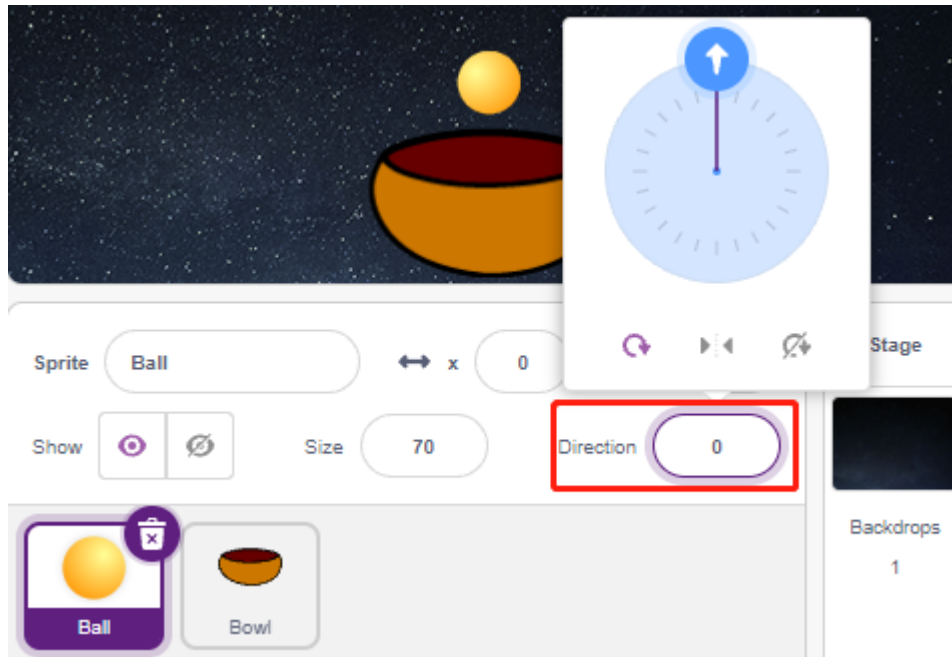 Sprite
Ball
x
0
Stage
Show
Size
70
Direction
0
Backdrops
1
Ball
Bowl